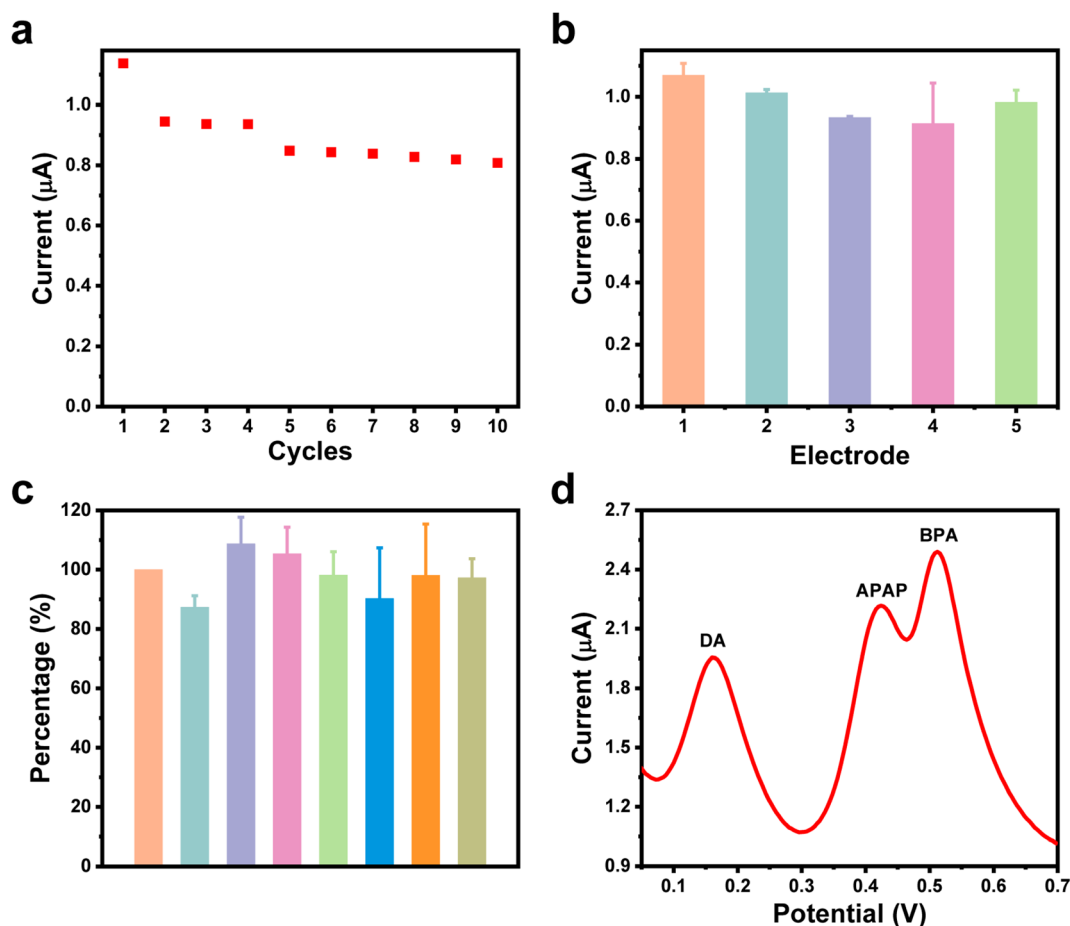 a
1.0
0.8
0.6
0.4
0.2
0.0
Current (μA)
1 2 3 4 5 6 7 8 9 10
Cycles
b
1.0
0.8
0.6
0.4
0.2
0.0
Current (μA)
1 2 3 4 5
Electrode
c
120
100
80
60
40
20
0
Percentage (%)
d
2.7
2.4
2.1
1.8
1.5
1.2
0.9
Current (μA)
DA
APAP
BPA
0.1 0.2 0.3 0.4 0.5 0.6 0.7
Potential (V)